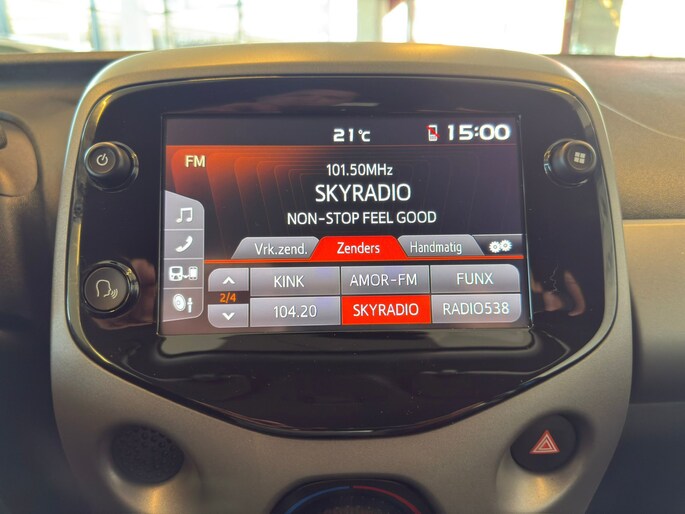 21°C 15:00
FM
101.50MHz
SKYRADIO
NON-STOP FEEL GOOD
Vrk.zend. Zenders Handmatig
KINK AMOR-FM FUNX
2/4
104.20 SKYRADIO RADIO538